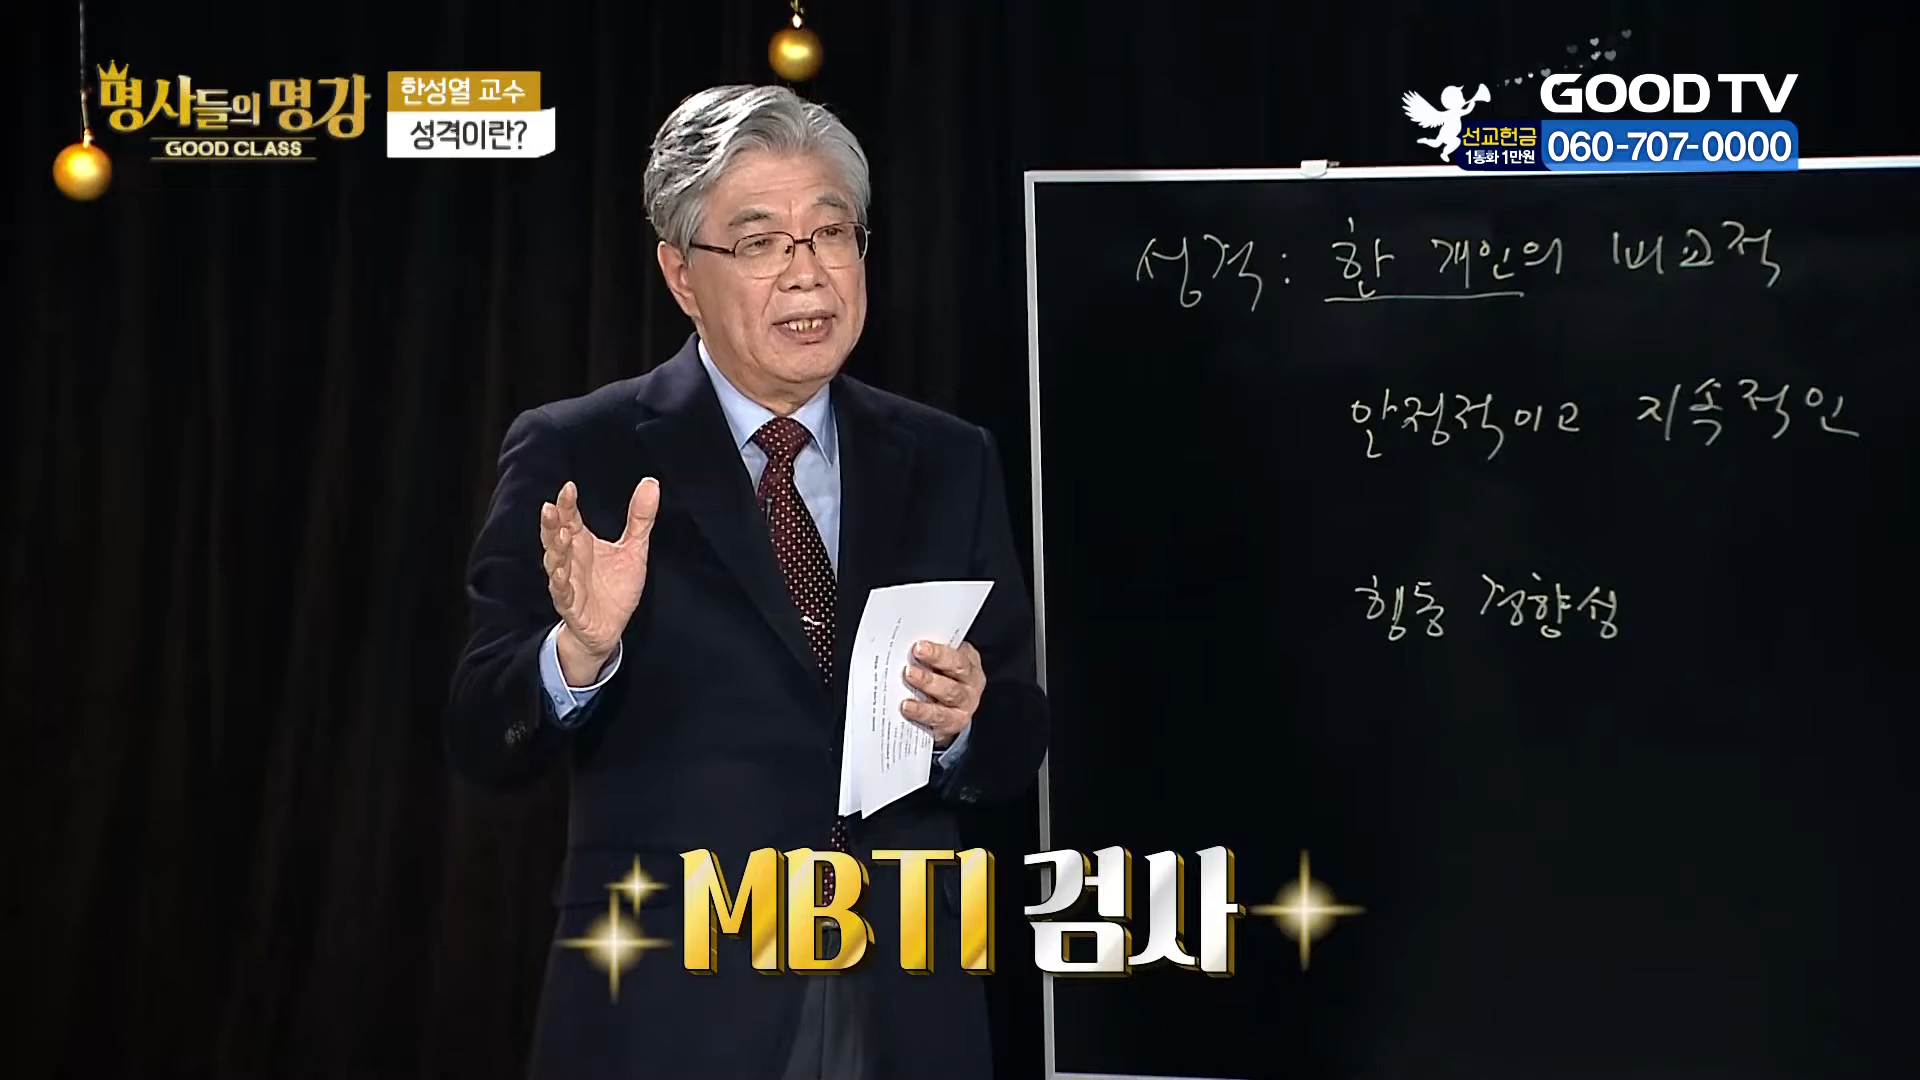 명사들의 명강
GOOD CLASS
한성열 교수
성격이란?
GOOD TV
선교헌금
1통화 1만원
060-707-0000
성격: 한 개인의 비교적
안정적이고 지속적인
행동 경향성
MBTI 검사